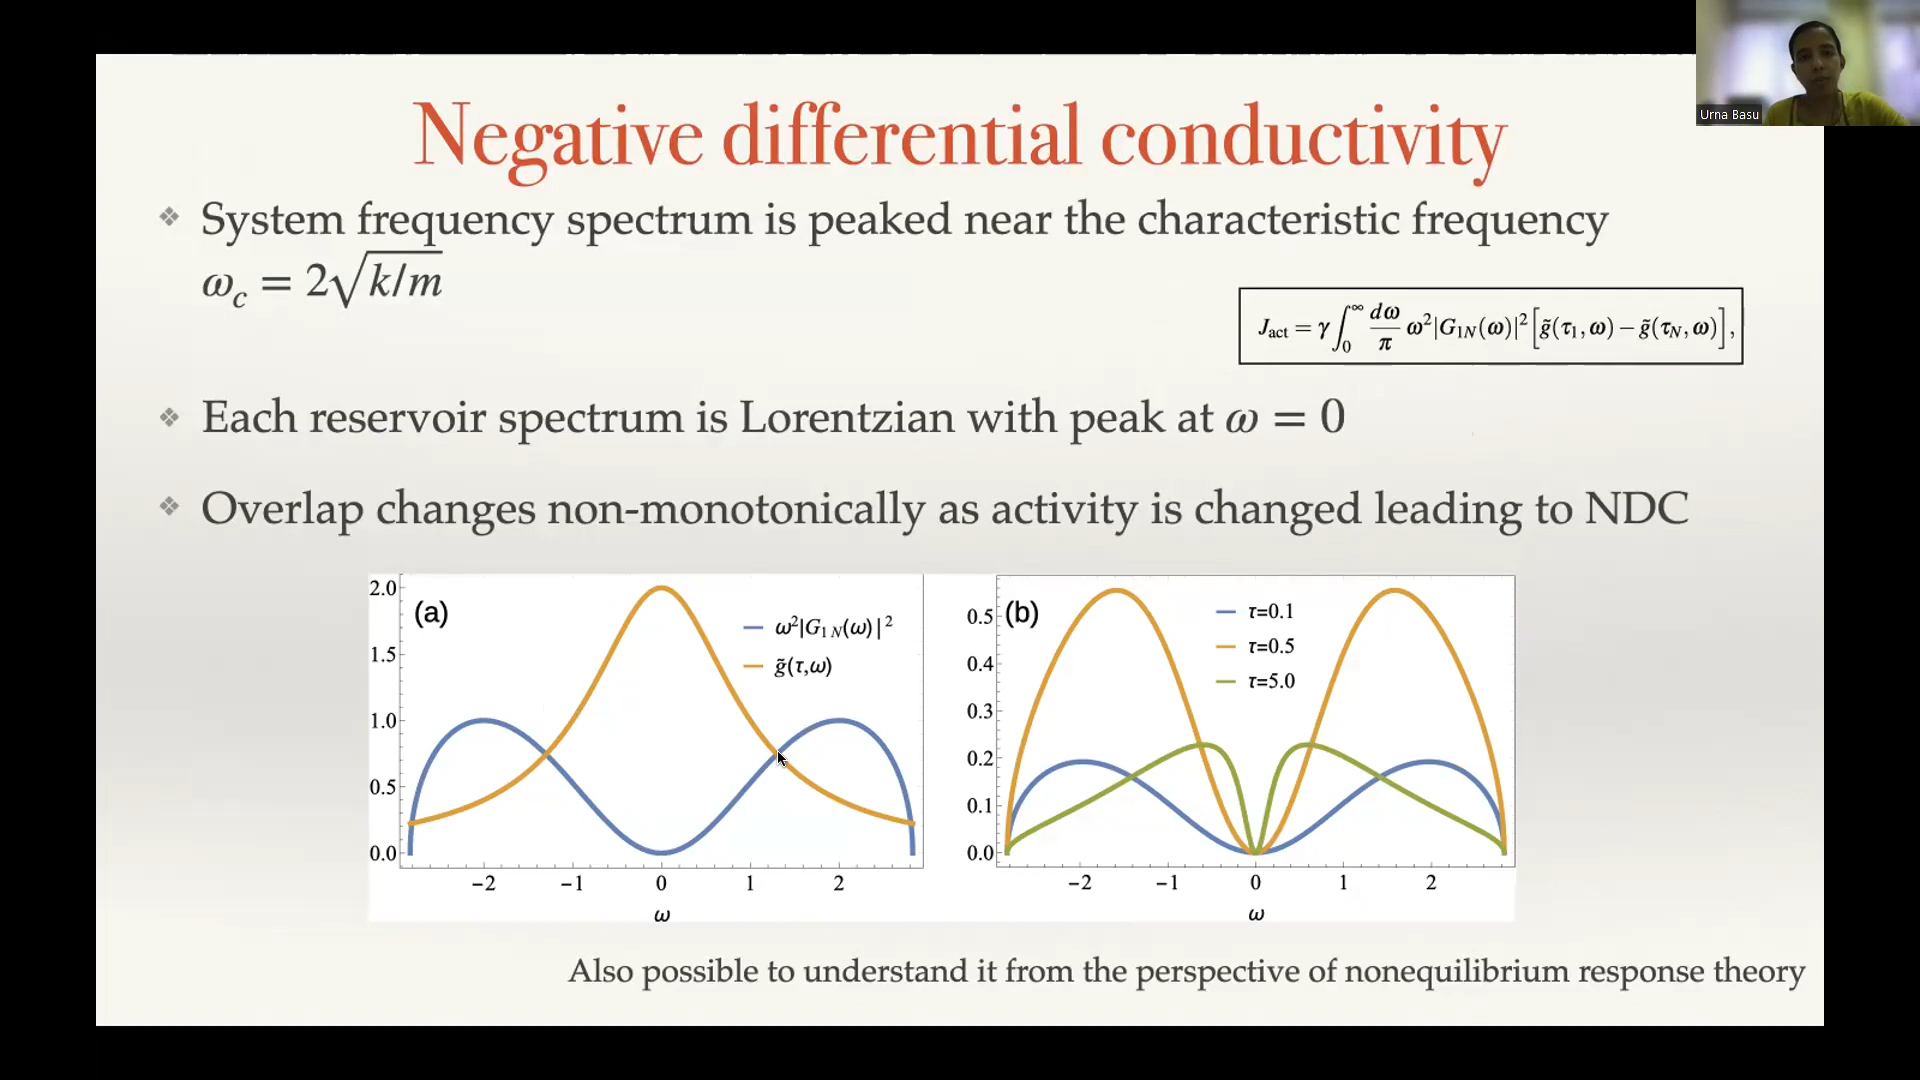 Urna Basu
Negative differential conductivity
❖ System frequency spectrum is peaked near the characteristic frequency
ω_c = 2√(k/m)
J_act = γ ∫_0^∞ dω/π ω²|G_1N(ω)|² [g̃(τ_1, ω) − g̃(τ_N, ω)],
❖ Each reservoir spectrum is Lorentzian with peak at ω = 0
❖ Overlap changes non-monotonically as activity is changed leading to NDC
(a)
ω²|G_1N(ω)|²
g̃(τ,ω)
2.0
1.5
1.0
0.5
0.0
−2 −1 0 1 2
ω
(b)
τ=0.1
τ=0.5
τ=5.0
0.5
0.4
0.3
0.2
0.1
0.0
−2 −1 0 1 2
ω
Also possible to understand it from the perspective of nonequilibrium response theory